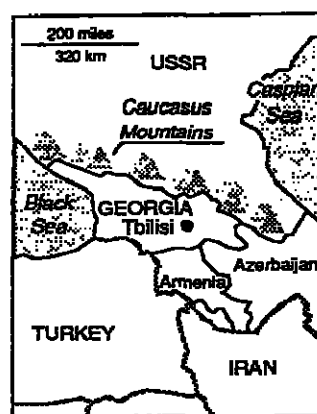 200 miles
320 km
USSR
Caspian
Sea
Caucasus
Mountains
Black
Sea
GEORGIA
Tbilisi
Azerbaijan
Armenia
TURKEY
IRAN